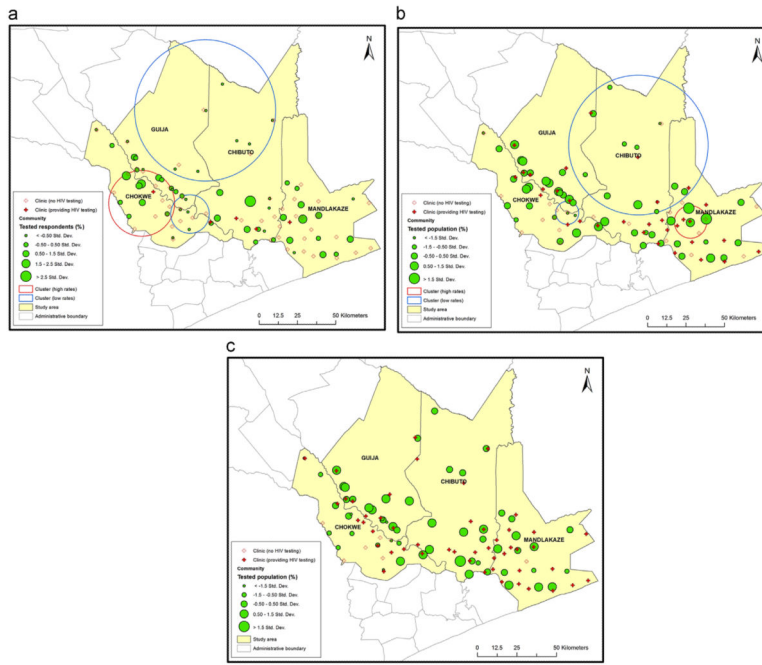 a
N
GUIJA
CHIBUTO
CHOKWE
MANDLAKAZE
Clinic (no HIV testing)
Clinic (providing HIV testing)
Community
Tested respondents (%)
< -0.50 Std. Dev.
-0.50 - 0.50 Std. Dev.
0.50 - 1.5 Std. Dev.
1.5 - 2.5 Std. Dev.
> 2.5 Std. Dev.
Cluster (high rates)
Cluster (low rates)
Study area
Administrative boundary
0 12.5 25 50 Kilometers
b
N
GUIJA
CHIBUTO
CHOKWE
MANDLAKAZE
Clinic (no HIV testing)
Clinic (providing HIV testing)
Community
Tested population (%)
< -1.5 Std. Dev.
-1.5 - -0.50 Std. Dev.
-0.50 - 0.50 Std. Dev.
0.50 - 1.5 Std. Dev.
> 1.5 Std. Dev.
Cluster (high rates)
Cluster (low rates)
Study area
Administrative boundary
0 12.5 25 50 Kilometers
c
N
GUIJA
CHIBUTO
CHOKWE
MANDLAKAZE
Clinic (no HIV testing)
Clinic (providing HIV testing)
Community
Tested population (%)
< -1.5 Std. Dev.
-1.5 - -0.50 Std. Dev.
-0.50 - 0.50 Std. Dev.
0.50 - 1.5 Std. Dev.
> 1.5 Std. Dev.
Study area
Administrative boundary
0 12.5 25 50 Kilometers